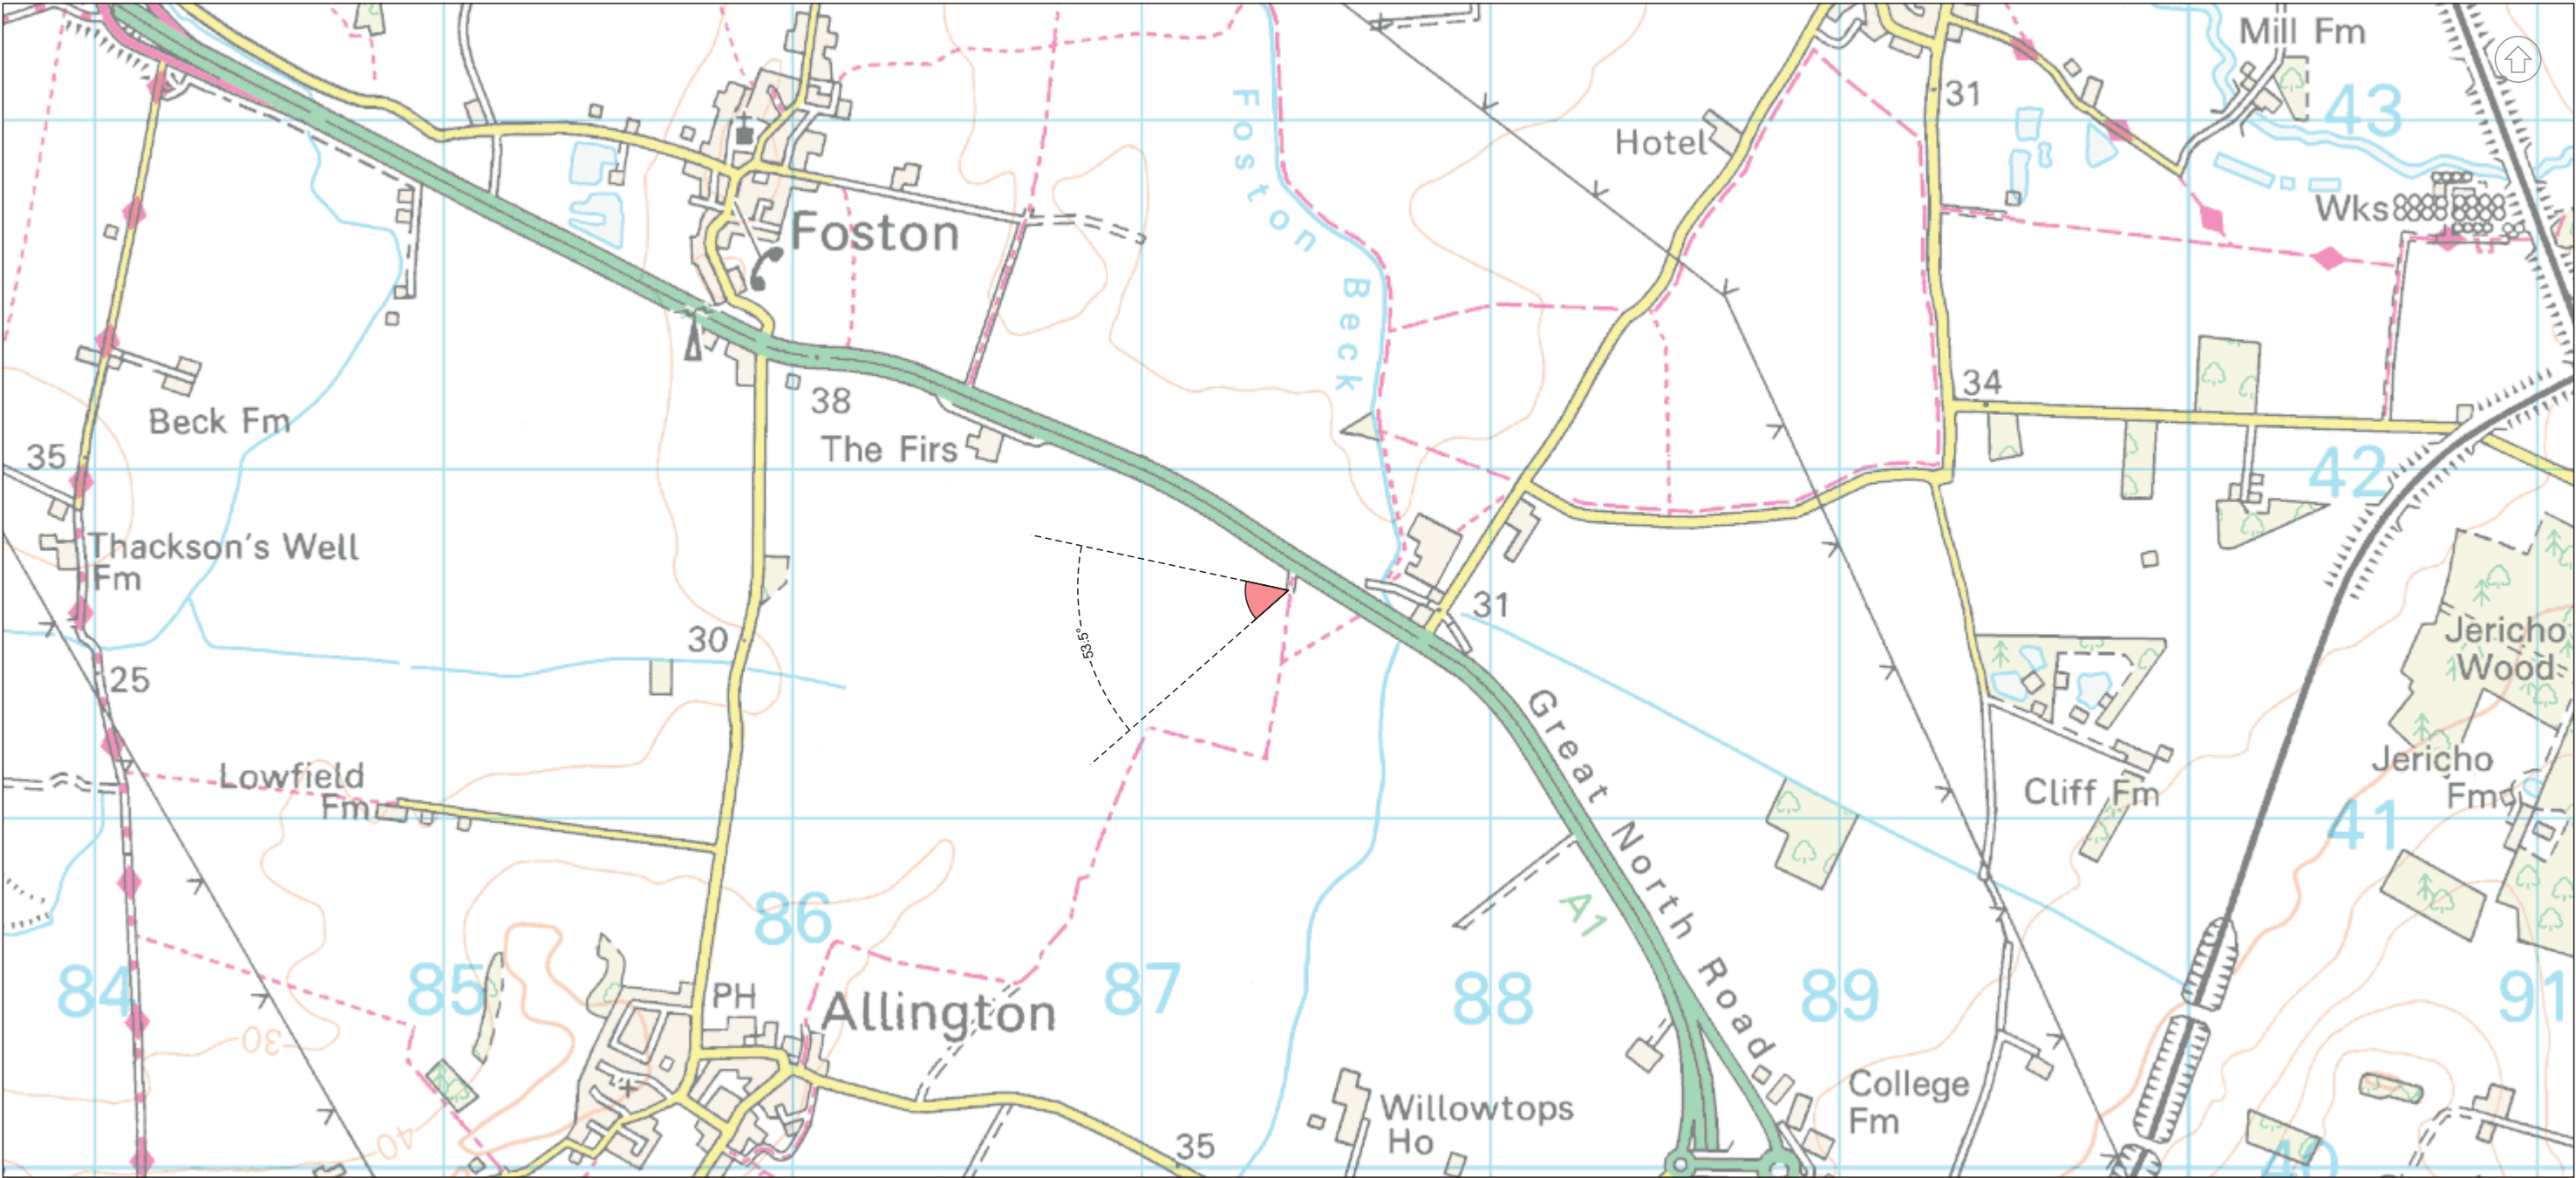 Mill Fm
43
31
Hotel
Foston Beck
Wks
Foston
38
34
Beck Fm
The Firs
35
42
Thackson's Well
Fm
31
53.5°
30
Jericho
Wood
25
Great North Road
Lowfield
Fm
Jericho
Fm
Cliff Fm
41
A1
86
84
85
PH
87
88
89
91
Allington
30
40
College
Fm
Willowtops
Ho
35
40